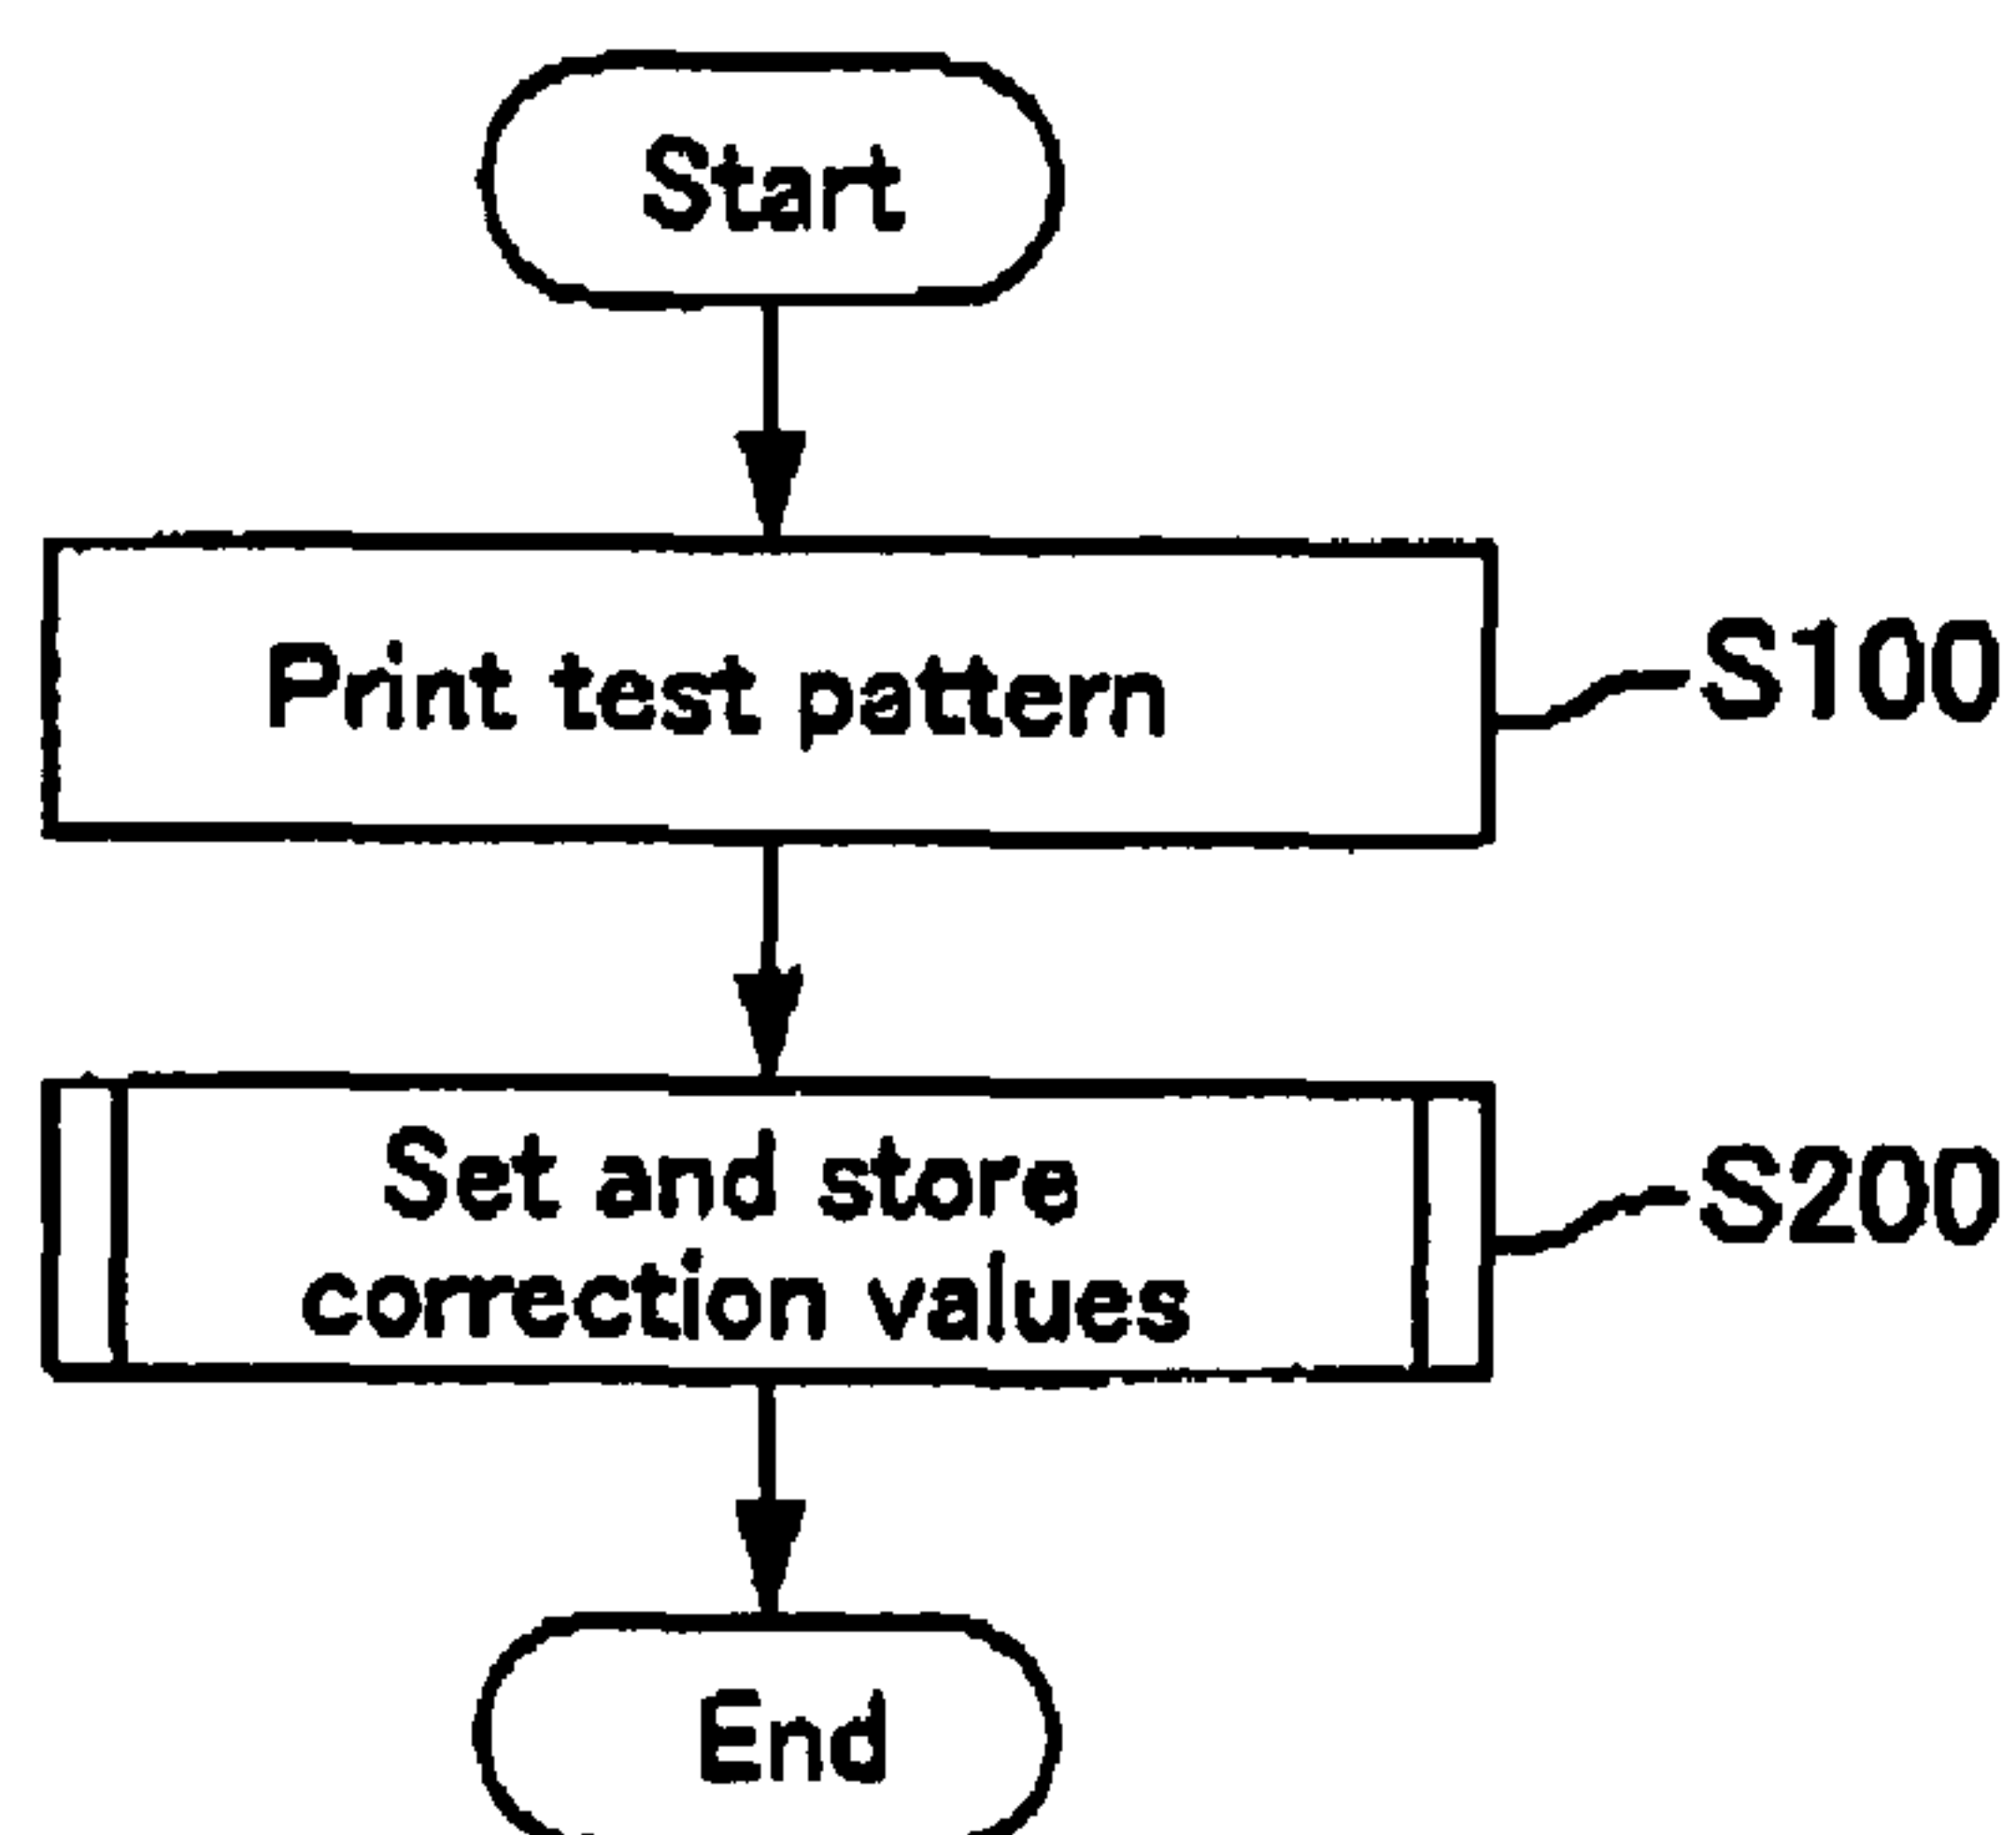 Start
Print test pattern
S100
Set and store
correction values
S200
End